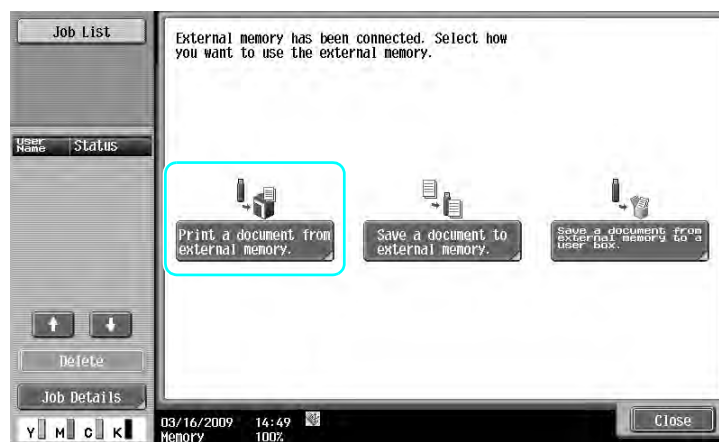 Job List
External memory has been connected. Select how
you want to use the external memory.
User
Name
Status
Print a document from
external memory.
Save a document to
external memory.
Save a document from
external memory to a
user box.
Delete
Job Details
Y M C K
03/16/2009 14:49
Memory 100%
Close